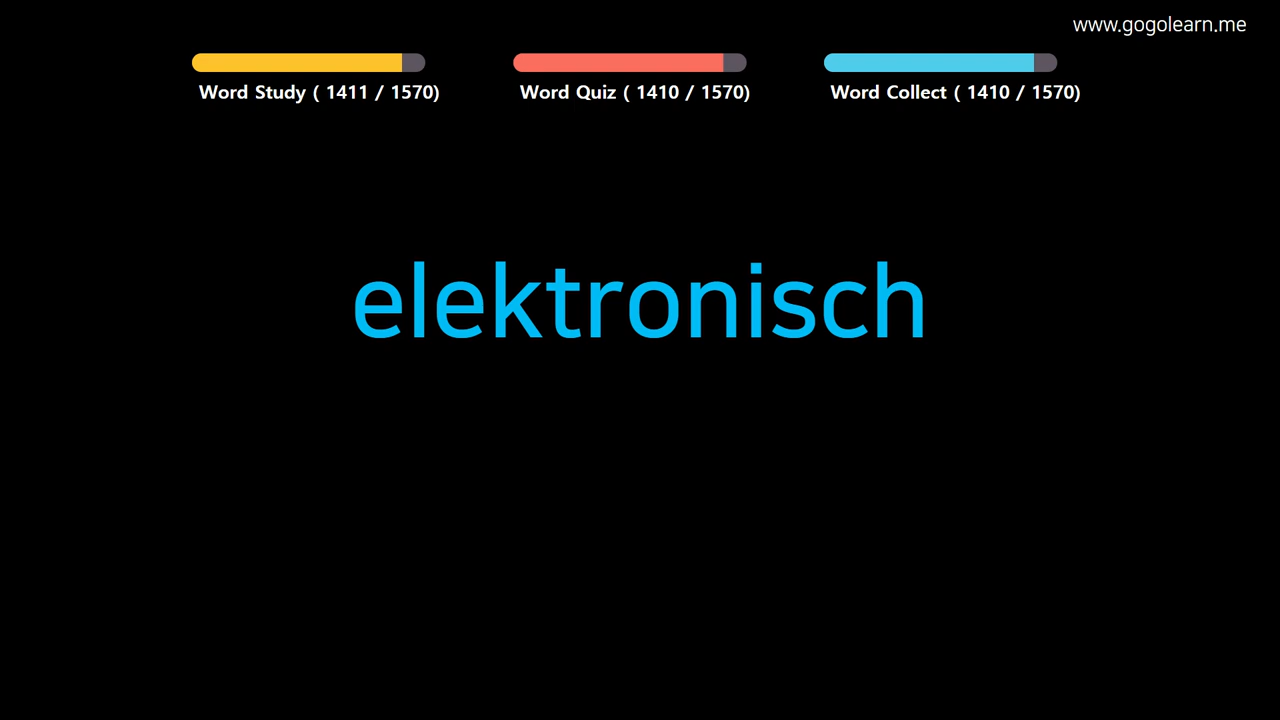 www.gogolearn.me
Word Study ( 1411 / 1570)
Word Quiz ( 1410 / 1570)
Word Collect ( 1410 / 1570)
elektronisch